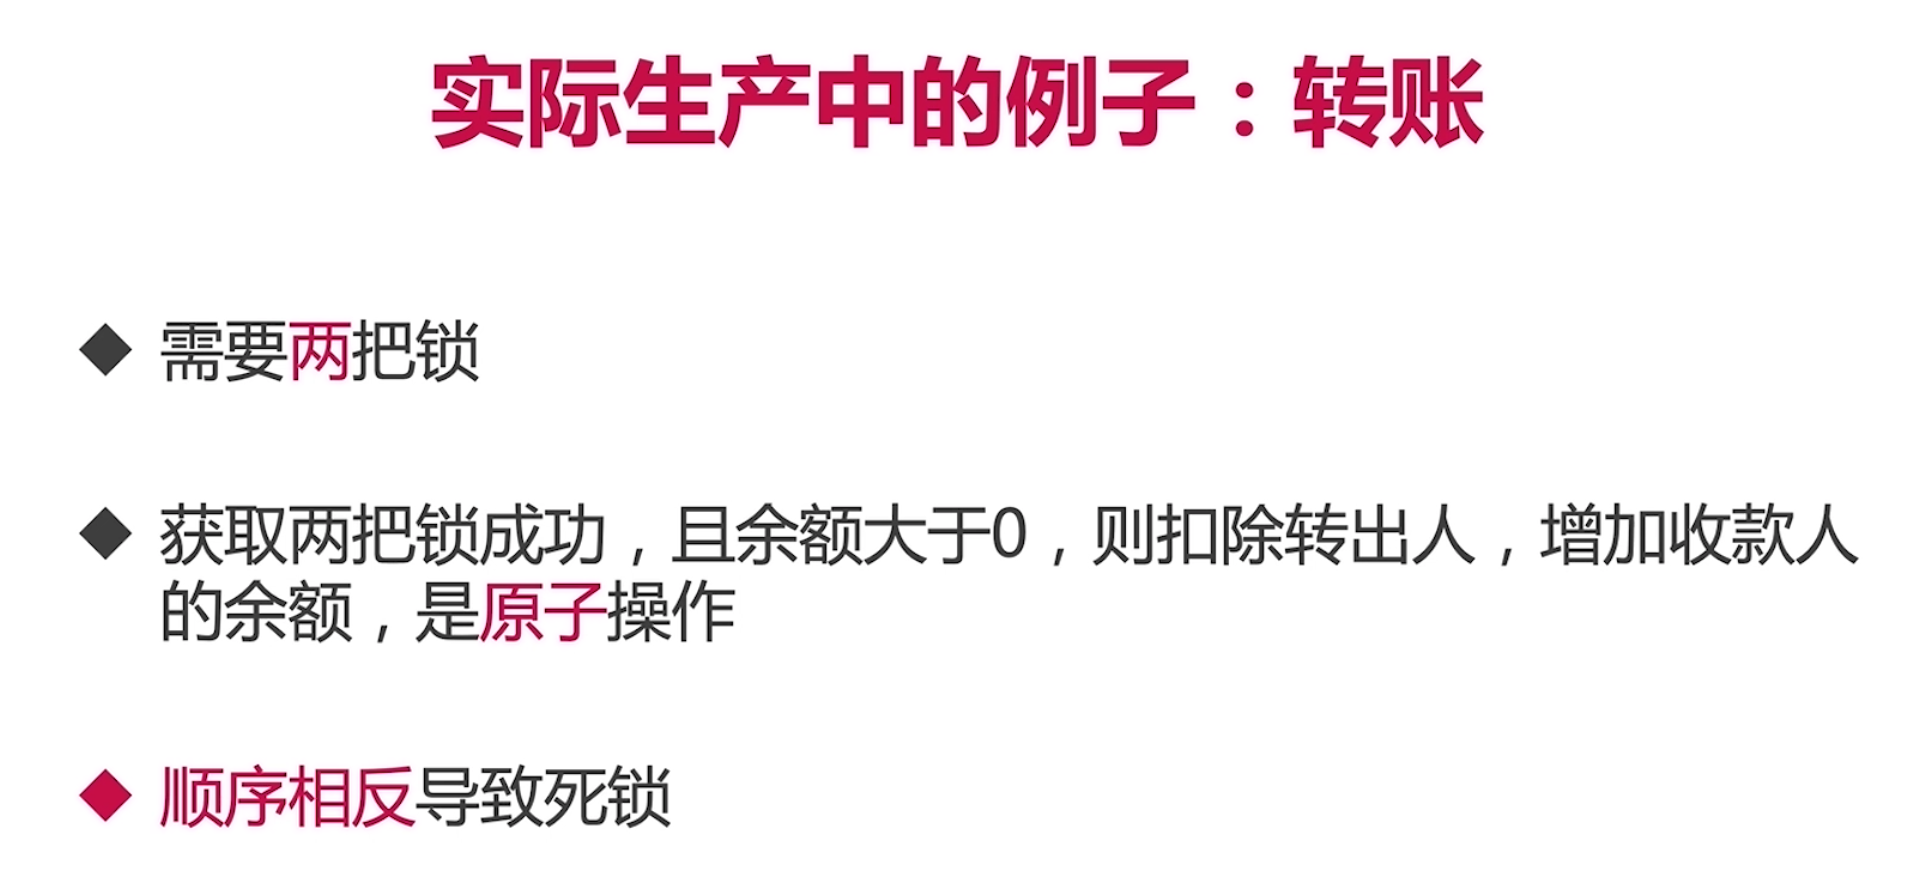 实际生产中的例子：转账
需要两把锁
获取两把锁成功，且余额大于0，则扣除转出人，增加收款人
的余额，是原子操作
顺序相反导致死锁